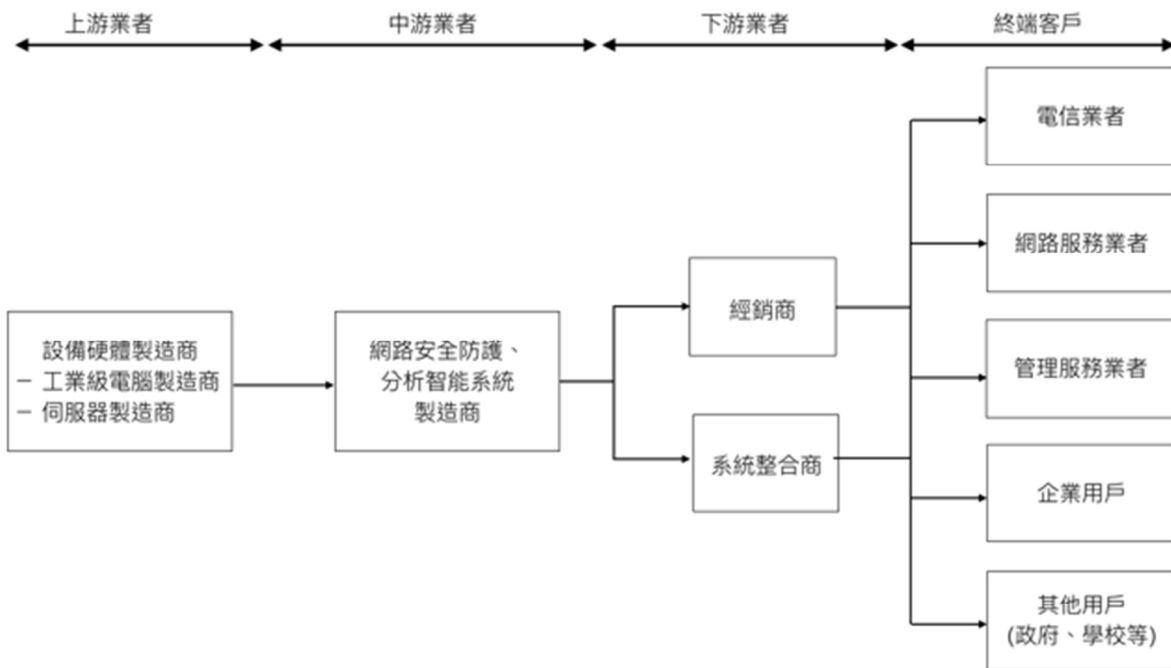 上游業者
中游業者
下游業者
終端客戶
設備硬體製造商
－ 工業級電腦製造商
－ 伺服器製造商
網路安全防護、
分析智能系統
製造商
經銷商
系統整合商
電信業者
網路服務業者
管理服務業者
企業用戶
其他用戶
(政府、學校等)